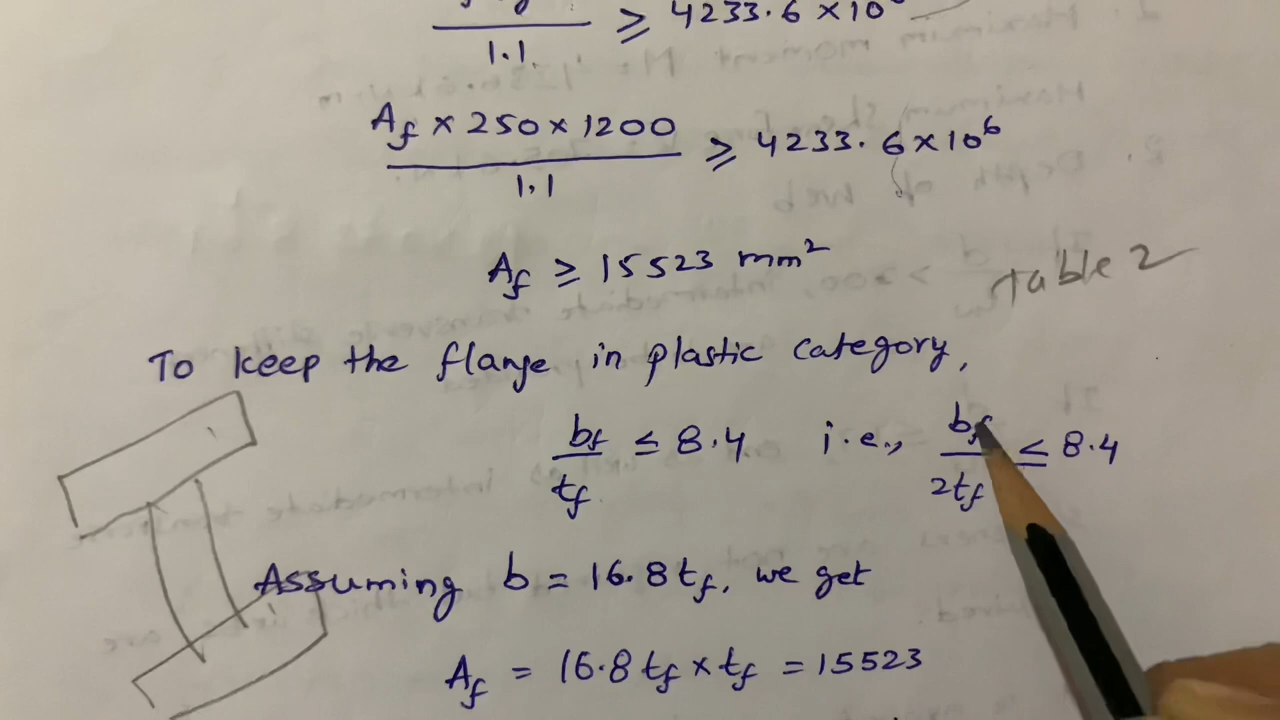 ≥ 4233.6 × 10
1.1
A_f × 250 × 1200 / 1.1 ≥ 4233.6 × 10^6
A_f ≥ 15523 mm²
Table 2
To keep the flange in plastic category,
b_f / t_f ≤ 8.4 i.e., b_f / 2t_f ≤ 8.4
Assuming b = 16.8 t_f, we get
A_f = 16.8 t_f × t_f = 15523